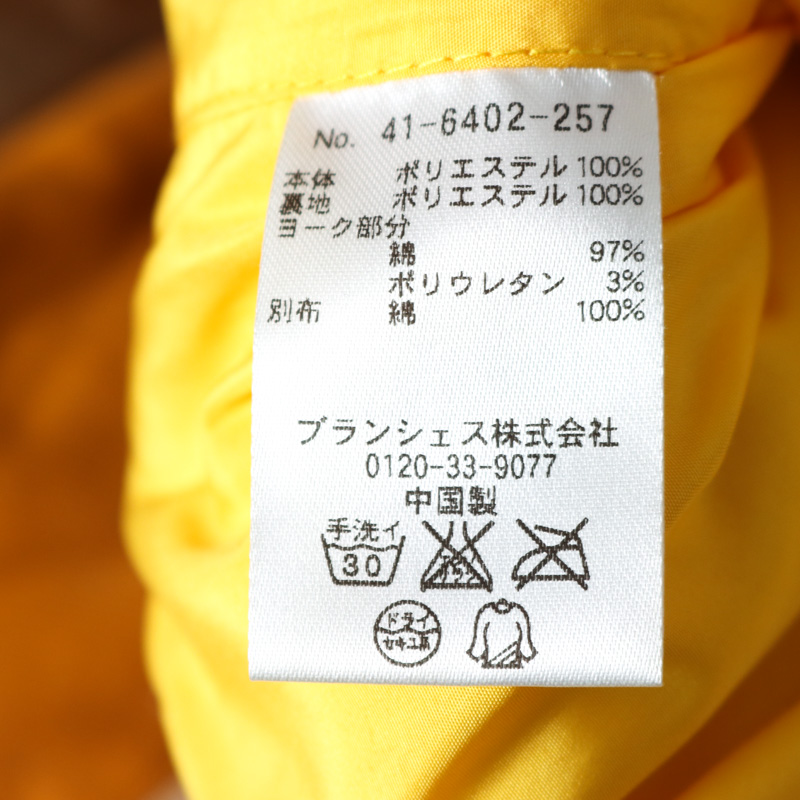 No. 41-6402-257
本体 ポリエステル 100%
裏地 ポリエステル 100%
ヨーク部分
綿 97%
ポリウレタン 3%
別布 綿 100%
ブランシェス株式会社
0120-33-9077
中国製
手洗イ
30
ドライ
セキユ系